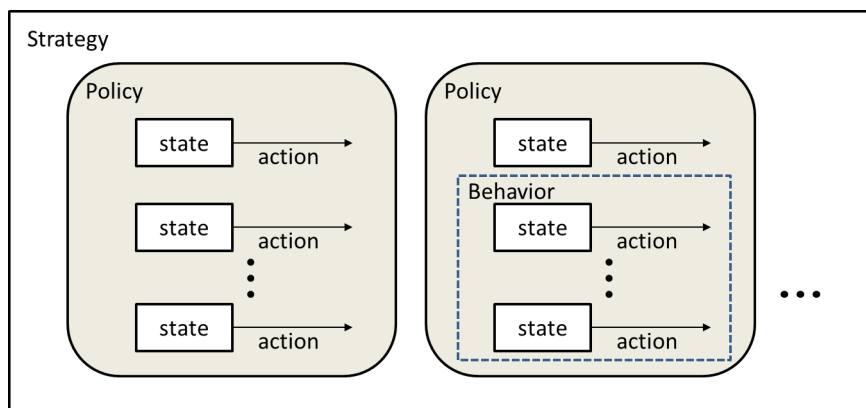 Strategy
Policy
state
action
state
action
state
action
Policy
state
action
Behavior
state
action
state
action